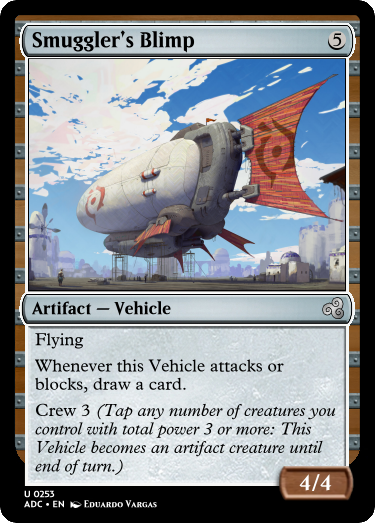 Smuggler's Blimp 5
Artifact — Vehicle
Flying
Whenever this Vehicle attacks or
blocks, draw a card.
Crew 3 (Tap any number of creatures you
control with total power 3 or more: This
Vehicle becomes an artifact creature until
end of turn.)
4/4
U 0253
ADC • EN Eduardo Vargas